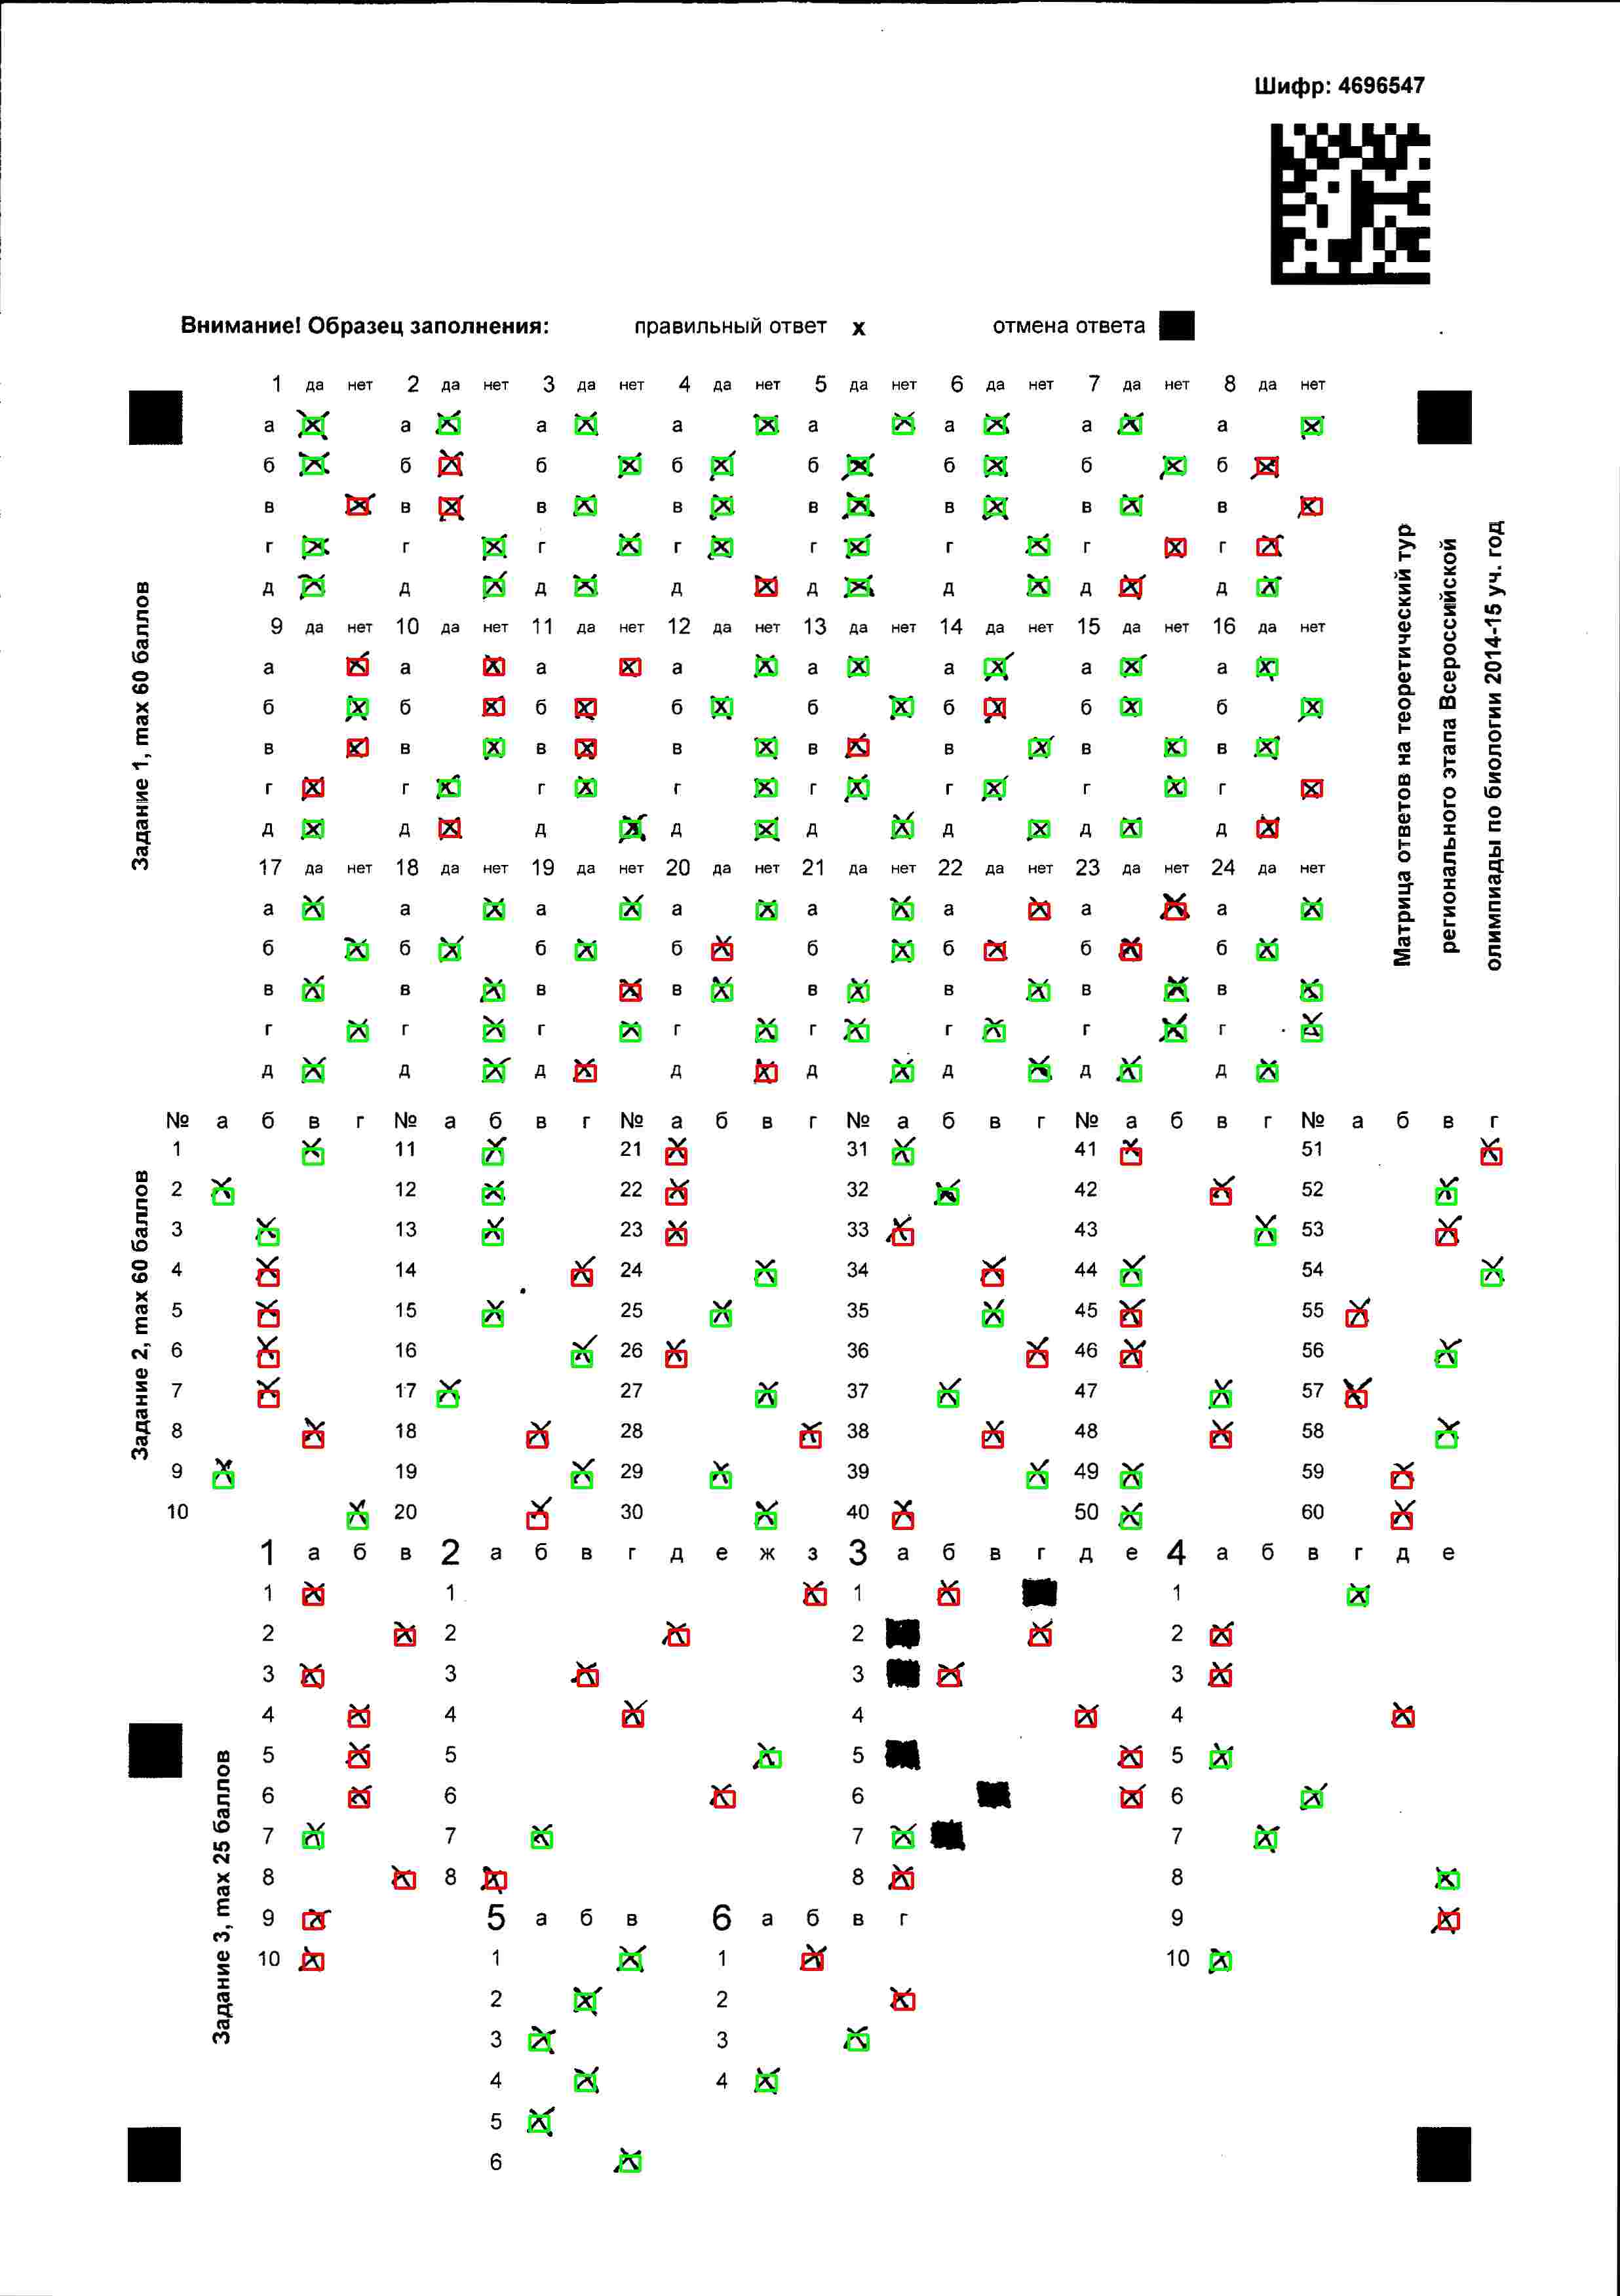 Шифр: 4696547
Внимание! Образец заполнения: правильный ответ x отмена ответа
1 да нет 2 да нет 3 да нет 4 да нет 5 да нет 6 да нет 7 да нет 8 да нет
а а а а а а а а
б б б б б б б б
в в в в в в в в
г г г г г г г г
д д д д д д д д
9 да нет 10 да нет 11 да нет 12 да нет 13 да нет 14 да нет 15 да нет 16 да нет
а а а а а а а а
б б б б б б б б
в в в в в в в в
г г г г г г г г
д д д д д д д д
17 да нет 18 да нет 19 да нет 20 да нет 21 да нет 22 да нет 23 да нет 24 да нет
а а а а а а а а
б б б б б б б б
в в в в в в в в
г г г г г г г г
д д д д д д д д
Задание 1, max 60 баллов
Матрица ответов на теоретический тур
регионального этапа Всероссийской
олимпиады по биологии 2014-15 уч. год
№ а б в г № а б в г № а б в г № а б в г № а б в г № а б в г
1 11 21 31 41 51
2 12 22 32 42 52
3 13 23 33 43 53
4 14 24 34 44 54
5 15 25 35 45 55
6 16 26 36 46 56
7 17 27 37 47 57
8 18 28 38 48 58
9 19 29 39 49 59
10 20 30 40 50 60
Задание 2, max 60 баллов
1 а б в 2 а б в г д е ж з 3 а б в г д е 4 а б в г д е
1 1 1 1
2 2 2 2
3 3 3 3
4 4 4 4
5 5 5 5
6 6 6 6
7 7 7 7
8 8 8 8
9 5 а б в 6 а б в г 9
10 1 1 10
2 2
3 3
4 4
5
6
Задание 3, max 25 баллов